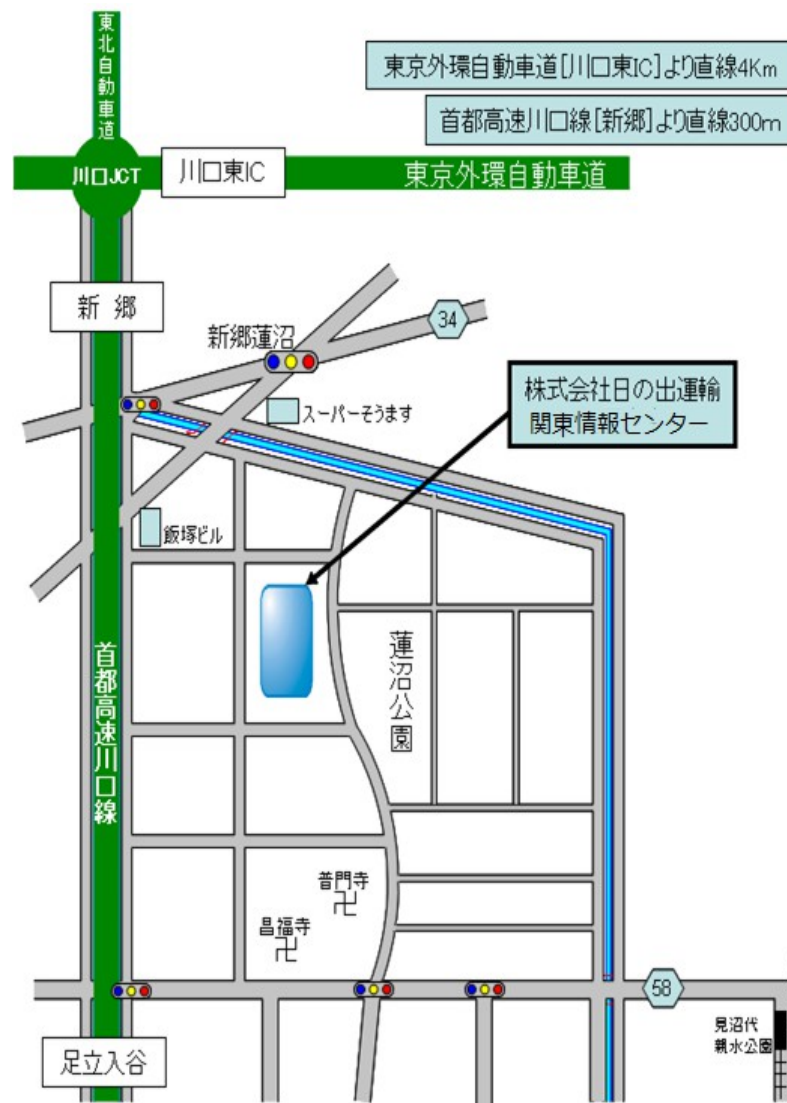 東北自動車道
東京外環自動車道[川口東IC]より直線4Km
首都高速川口線[新郷]より直線300m
川口JCT
川口東IC
東京外環自動車道
新 郷
新郷蓮沼
34
スーパーそうます
株式会社日の出運輸
関東情報センター
飯塚ビル
首都高速川口線
蓮沼公園
普門寺
卍
昌福寺
卍
58
見沼代
親水公園
足立入谷